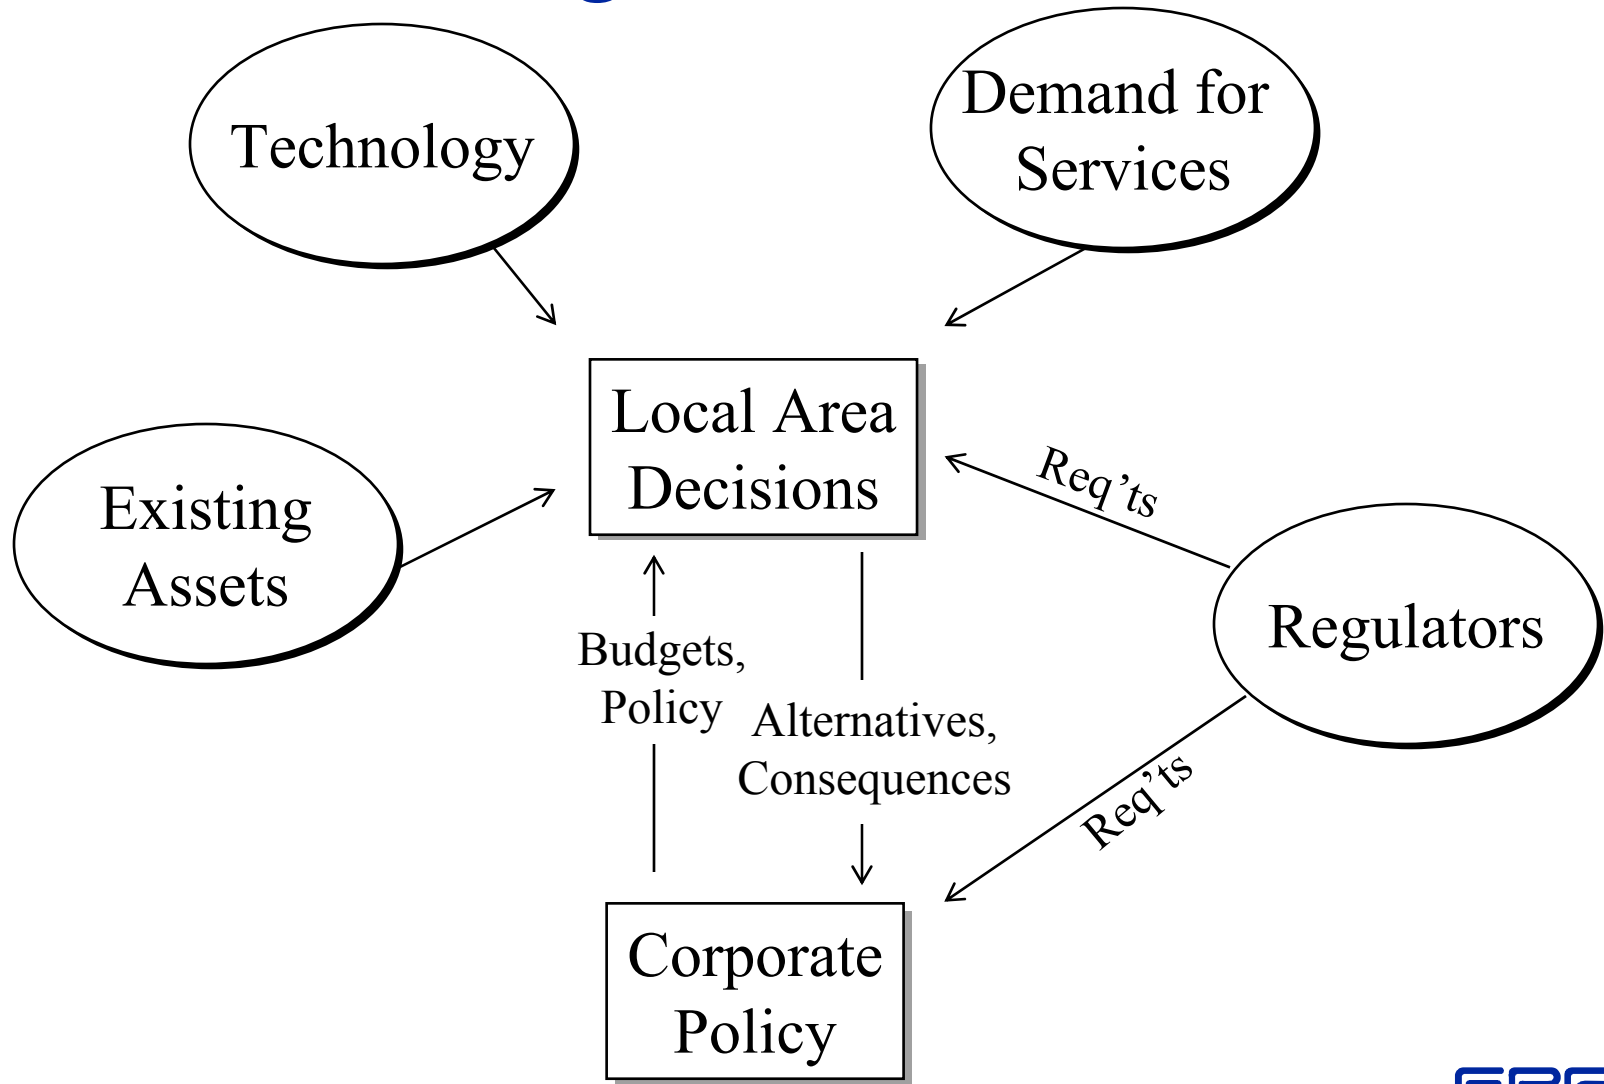 Technology
Demand for
Services
Local Area
Decisions
Existing
Assets
Req’ts
Regulators
Budgets,
Policy
Alternatives,
Consequences
Req’ts
Corporate
Policy